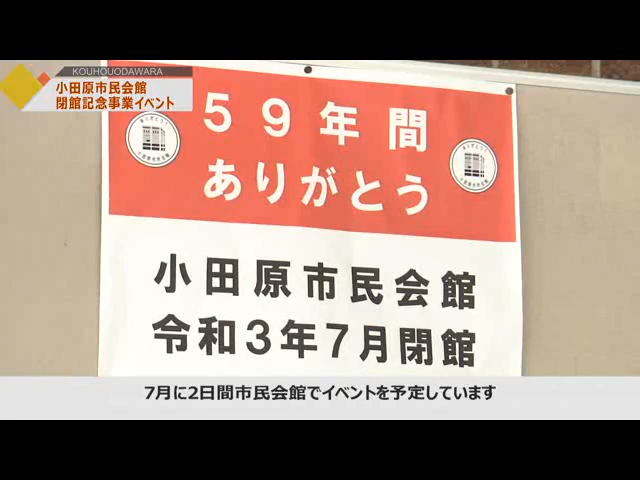 KOUHOUODAWARA
小田原市民会館
閉館記念事業イベント
59年間
ありがとう
小田原市民会館
令和3年7月閉館
7月に2日間市民会館でイベントを予定しています